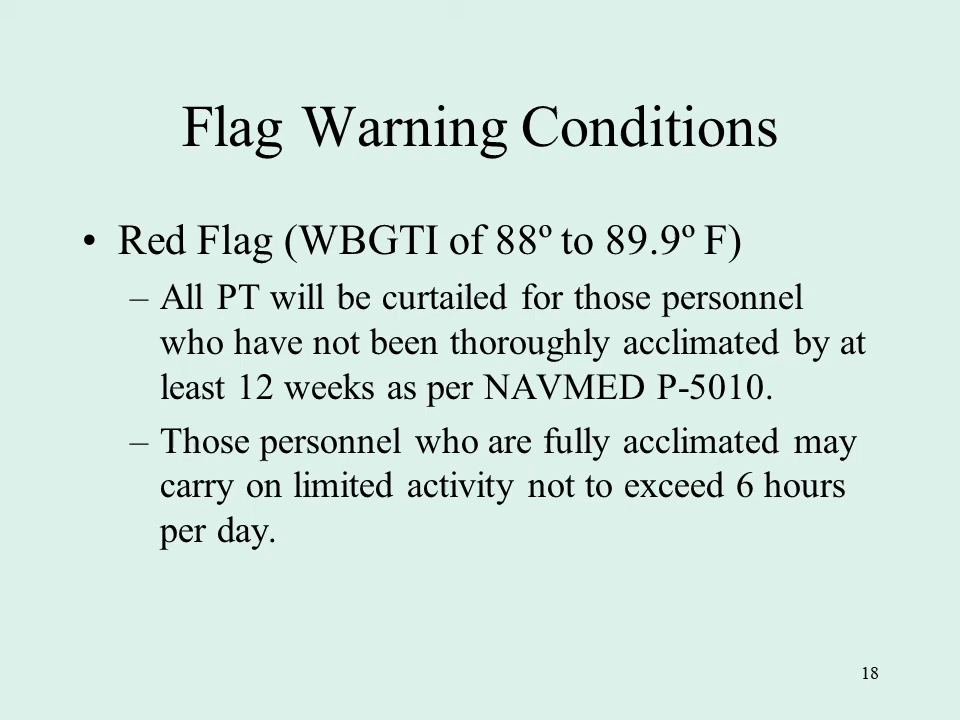 Flag Warning Conditions
• Red Flag (WBGTI of 88º to 89.9º F)
– All PT will be curtailed for those personnel
who have not been thoroughly acclimated by at
least 12 weeks as per NAVMED P-5010.
– Those personnel who are fully acclimated may
carry on limited activity not to exceed 6 hours
per day.
18